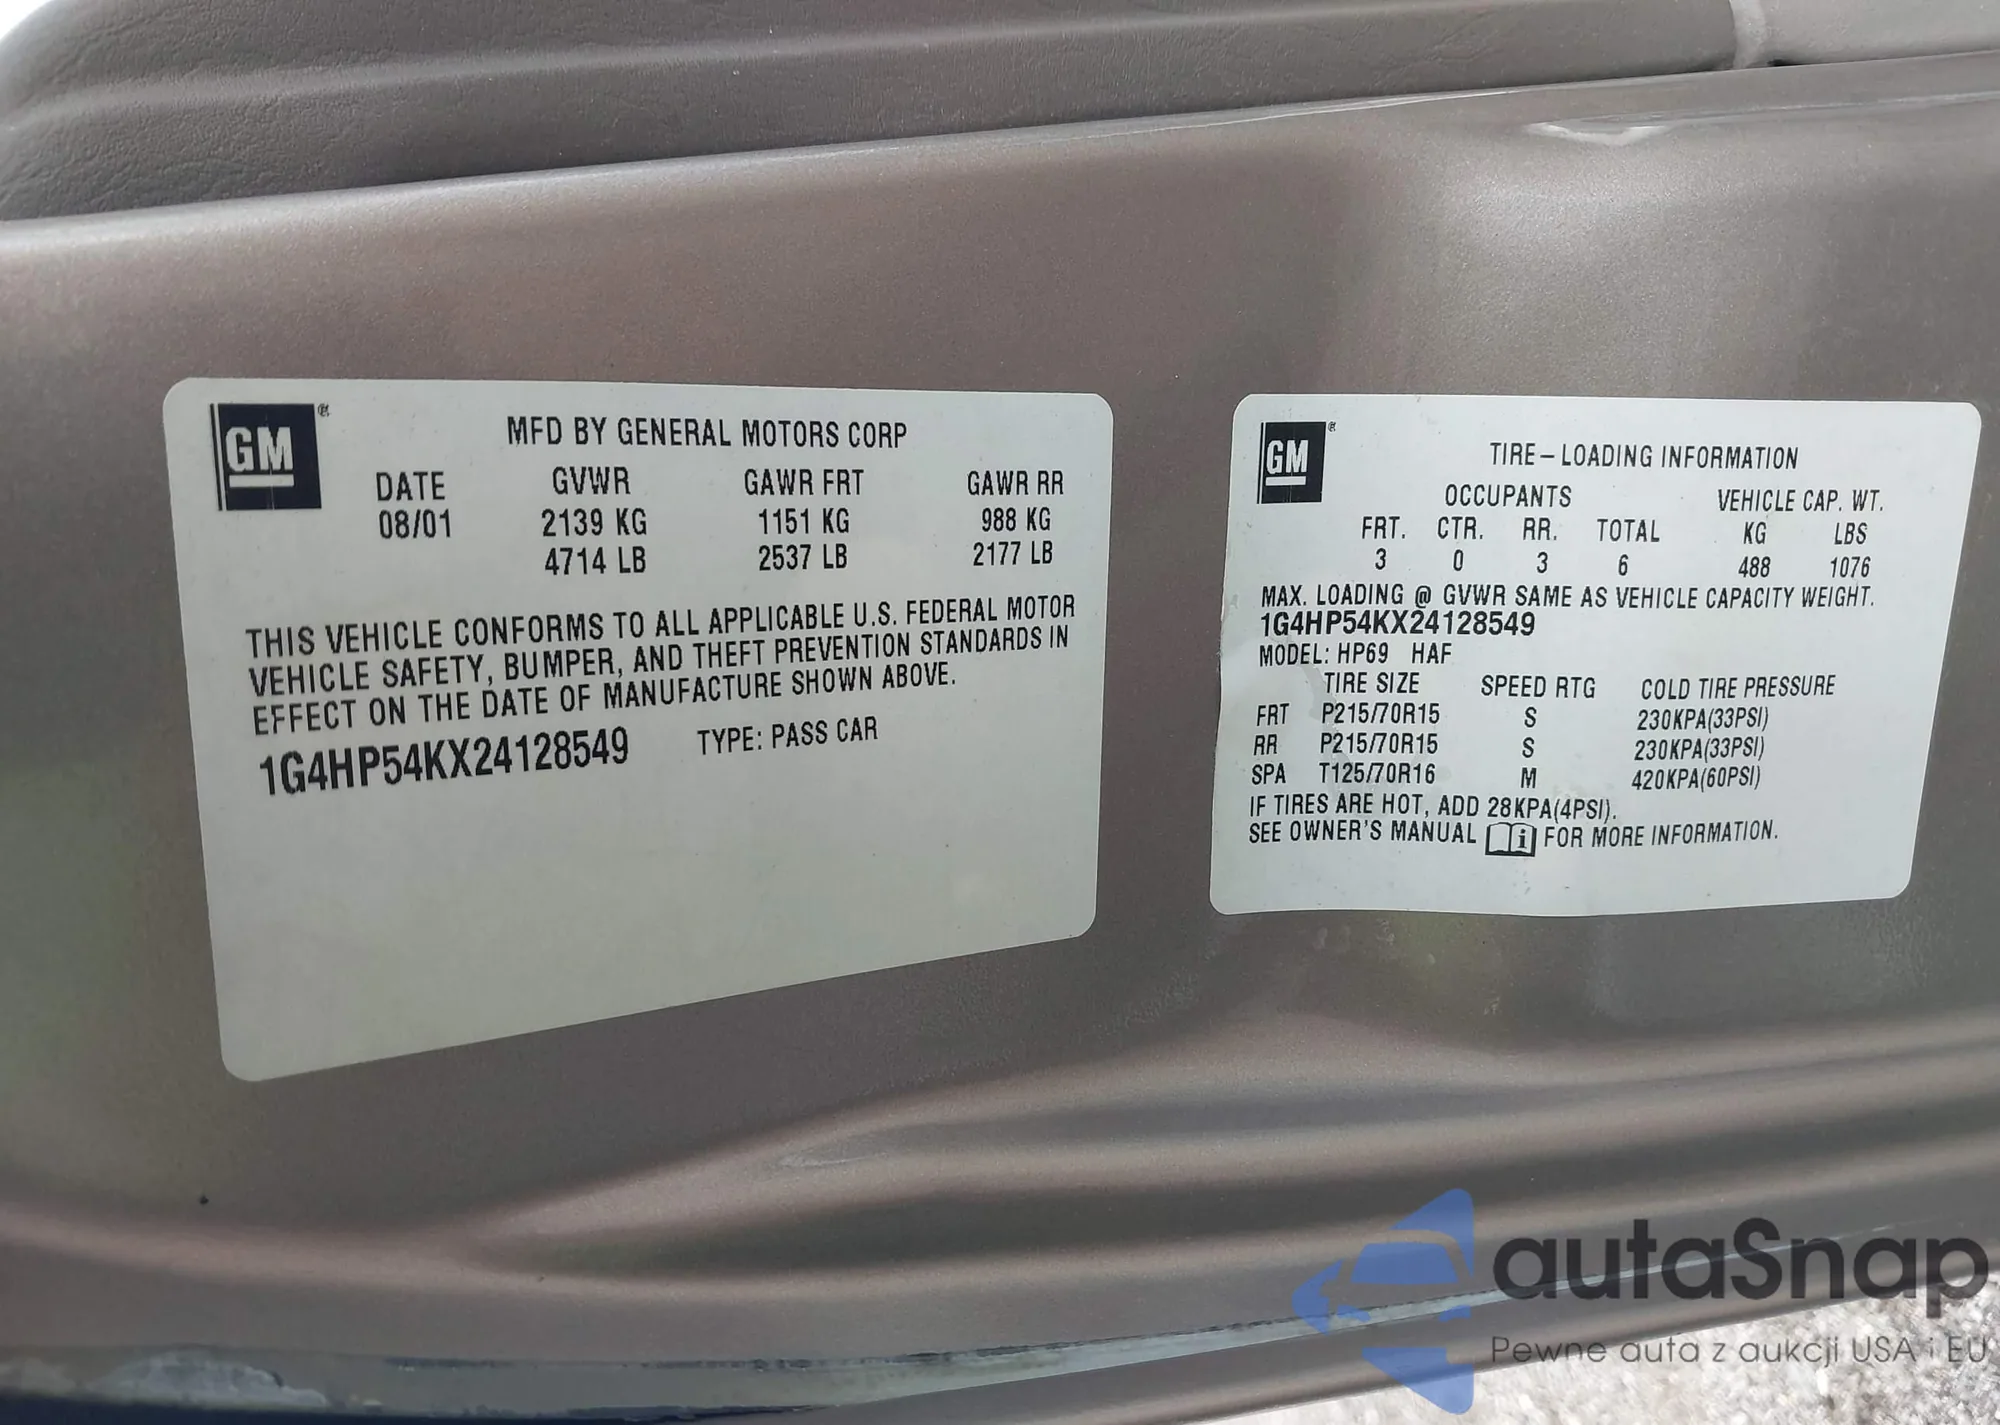 GM ®
MFD BY GENERAL MOTORS CORP
DATE GVWR GAWR FRT GAWR RR
08/01 2139 KG 1151 KG 988 KG
4714 LB 2537 LB 2177 LB
THIS VEHICLE CONFORMS TO ALL APPLICABLE U.S. FEDERAL MOTOR
VEHICLE SAFETY, BUMPER, AND THEFT PREVENTION STANDARDS IN
EFFECT ON THE DATE OF MANUFACTURE SHOWN ABOVE.
1G4HP54KX24128549 TYPE: PASS CAR
GM ®
TIRE-LOADING INFORMATION
OCCUPANTS VEHICLE CAP. WT.
FRT. CTR. RR. TOTAL KG LBS
3 0 3 6 488 1076
MAX. LOADING @ GVWR SAME AS VEHICLE CAPACITY WEIGHT.
1G4HP54KX24128549
MODEL: HP69 HAF
TIRE SIZE SPEED RTG COLD TIRE PRESSURE
FRT P215/70R15 S 230KPA(33PSI)
RR P215/70R15 S 230KPA(33PSI)
SPA T125/70R16 M 420KPA(60PSI)
IF TIRES ARE HOT, ADD 28KPA(4PSI).
SEE OWNER'S MANUAL i FOR MORE INFORMATION.
autaSnap
Pewne auta z aukcji USA i EU